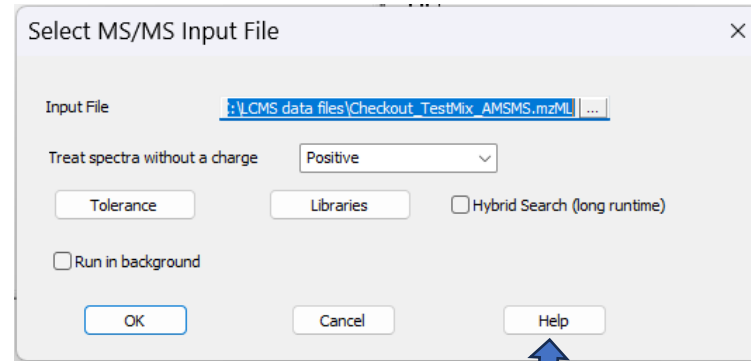 Select MS/MS Input File
Input File :\LCMS data files\Checkout_TestMix_AMSMS.mzML ...
Treat spectra without a charge Positive
Tolerance Libraries Hybrid Search (long runtime)
Run in background
OK Cancel Help